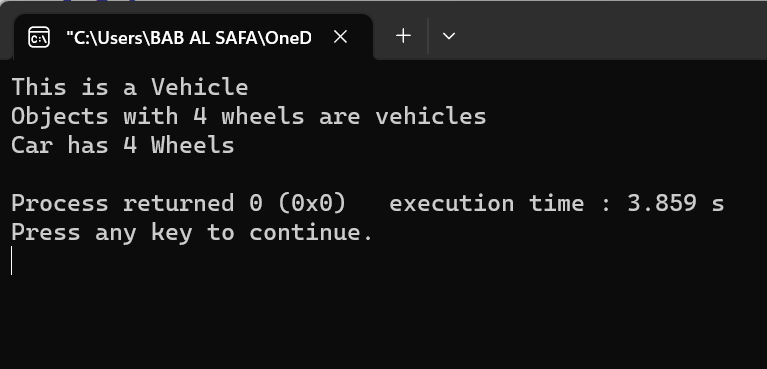 "C:\Users\BAB AL SAFA\OneD
This is a Vehicle
Objects with 4 wheels are vehicles
Car has 4 Wheels
Process returned 0 (0x0)   execution time : 3.859 s
Press any key to continue.